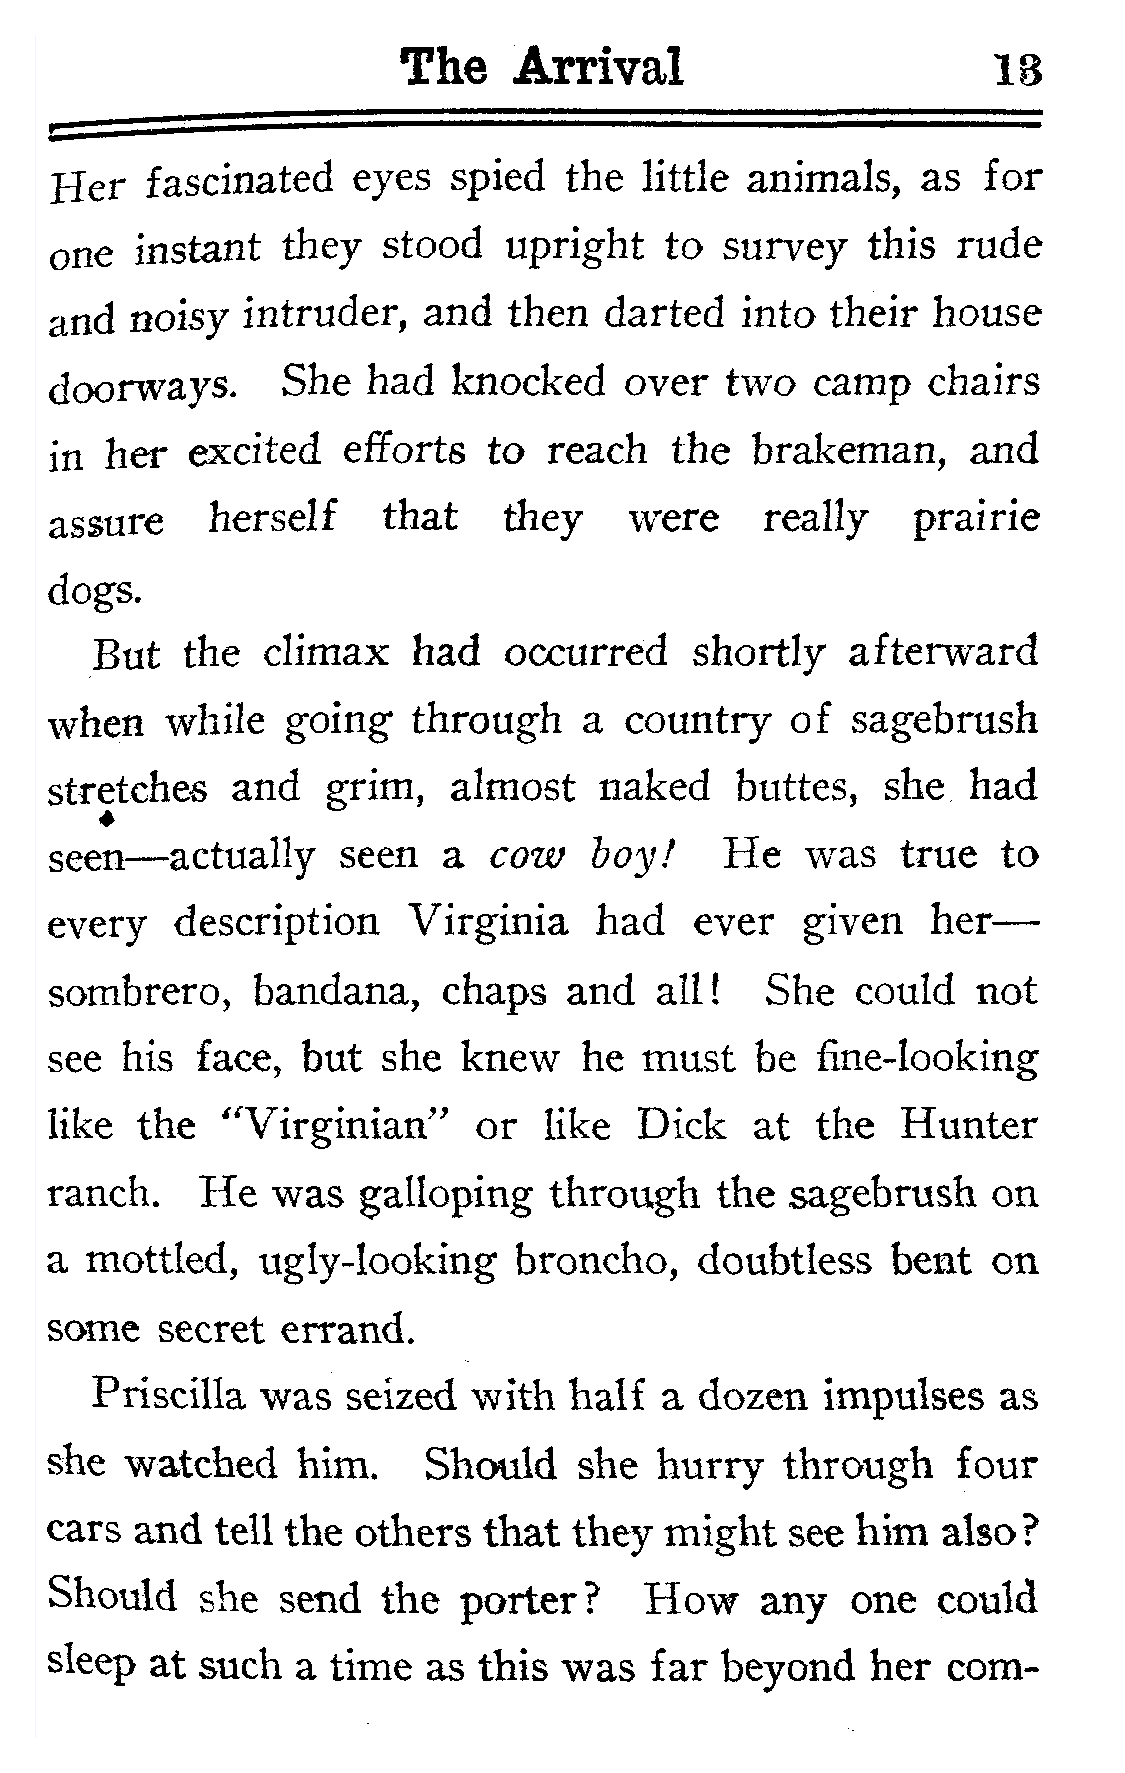 The Arrival 13
Her fascinated eyes spied the little animals, as for
one instant they stood upright to survey this rude
and noisy intruder, and then darted into their house
doorways. She had knocked over two camp chairs
in her excited efforts to reach the brakeman, and
assure herself that they were really prairie
dogs.
But the climax had occurred shortly afterward
when while going through a country of sagebrush
stretches and grim, almost naked buttes, she had
seen—actually seen a cow boy! He was true to
every description Virginia had ever given her—
sombrero, bandana, chaps and all! She could not
see his face, but she knew he must be fine-looking
like the "Virginian" or like Dick at the Hunter
ranch. He was galloping through the sagebrush on
a mottled, ugly-looking broncho, doubtless bent on
some secret errand.
Priscilla was seized with half a dozen impulses as
she watched him. Should she hurry through four
cars and tell the others that they might see him also?
Should she send the porter? How any one could
sleep at such a time as this was far beyond her com-